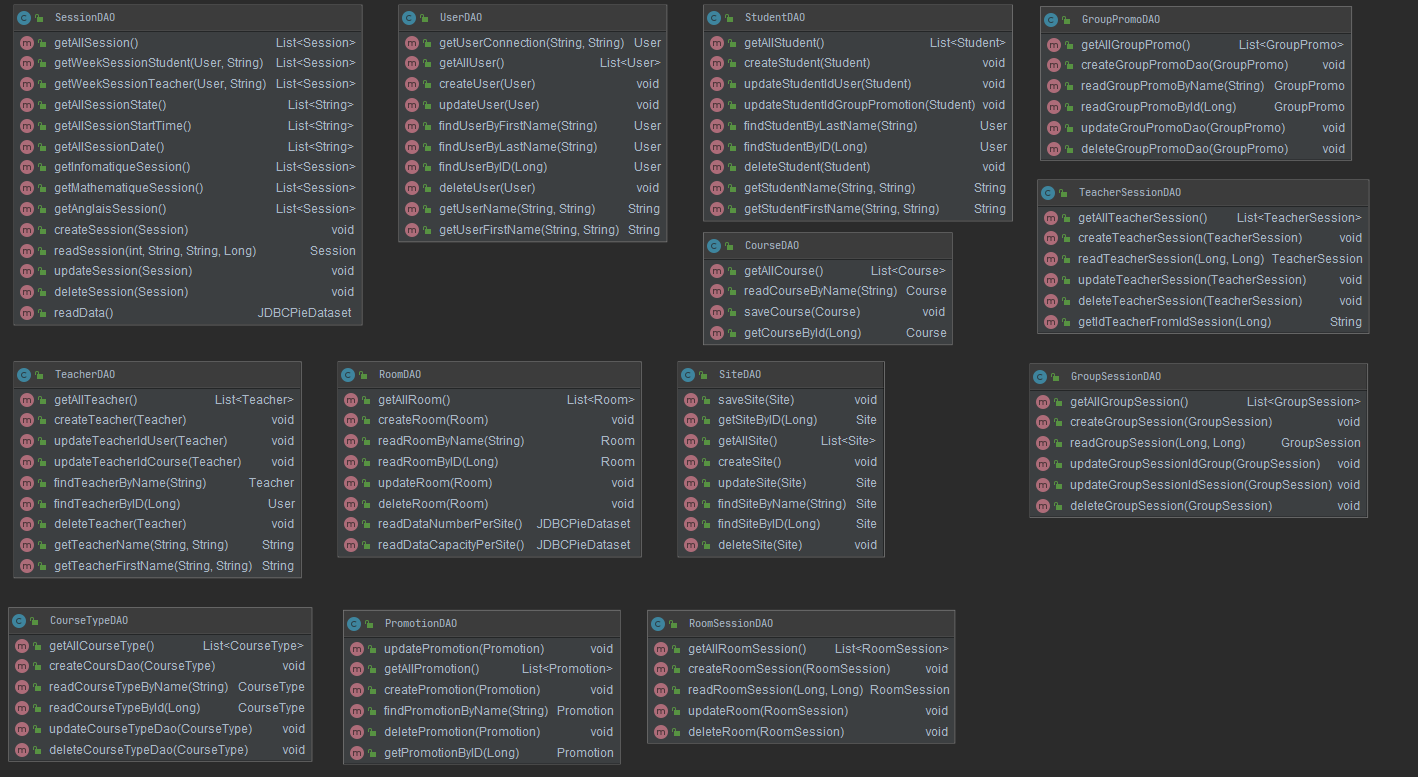 SessionDAO
getAllSession() List<Session>
getWeekSessionStudent(User, String) List<Session>
getWeekSessionTeacher(User, String) List<Session>
getAllSessionState() List<String>
getAllSessionStartTime() List<String>
getAllSessionDate() List<String>
getInfomatiqueSession() List<Session>
getMathematiqueSession() List<Session>
getAnglaisSession() List<Session>
createSession(Session) void
readSession(int, String, String, Long) Session
updateSession(Session) void
deleteSession(Session) void
readData() JDBCPieDataset
UserDAO
getUserConnection(String, String) User
getAllUser() List<User>
createUser(User) void
updateUser(User) void
findUserByFirstName(String) User
findUserByLastName(String) User
findUserByID(Long) User
deleteUser(User) void
getUserName(String, String) String
getUserFirstName(String, String) String
StudentDAO
getAllStudent() List<Student>
createStudent(Student) void
updateStudentIdUser(Student) void
updateStudentIdGroupPromotion(Student) void
findStudentByLastName(String) User
findStudentByID(Long) User
deleteStudent(Student) void
getStudentName(String, String) String
getStudentFirstName(String, String) String
GroupPromoDAO
getAllGroupPromo() List<GroupPromo>
createGroupPromoDao(GroupPromo) void
readGroupPromoByName(String) GroupPromo
readGroupPromoById(Long) GroupPromo
updateGrouPromoDao(GroupPromo) void
deleteGroupPromoDao(GroupPromo) void
CourseDAO
getAllCourse() List<Course>
readCourseByName(String) Course
saveCourse(Course) void
getCourseById(Long) Course
TeacherSessionDAO
getAllTeacherSession() List<TeacherSession>
createTeacherSession(TeacherSession) void
readTeacherSession(Long, Long) TeacherSession
updateTeacherSession(TeacherSession) void
deleteTeacherSession(TeacherSession) void
getIdTeacherFromIdSession(Long) String
TeacherDAO
getAllTeacher() List<Teacher>
createTeacher(Teacher) void
updateTeacherIdUser(Teacher) void
updateTeacherIdCourse(Teacher) void
findTeacherByName(String) Teacher
findTeacherByID(Long) User
deleteTeacher(Teacher) void
getTeacherName(String, String) String
getTeacherFirstName(String, String) String
RoomDAO
getAllRoom() List<Room>
createRoom(Room) void
readRoomByName(String) Room
readRoomByID(Long) Room
updateRoom(Room) void
deleteRoom(Room) void
readDataNumberPerSite() JDBCPieDataset
readDataCapacityPerSite() JDBCPieDataset
SiteDAO
saveSite(Site) void
getSiteByID(Long) Site
getAllSite() List<Site>
createSite() void
updateSite(Site) Site
findSiteByName(String) Site
findSiteByID(Long) Site
deleteSite(Site) void
GroupSessionDAO
getAllGroupSession() List<GroupSession>
createGroupSession(GroupSession) void
readGroupSession(Long, Long) GroupSession
updateGroupSessionIdGroup(GroupSession) void
updateGroupSessionIdSession(GroupSession) void
deleteGroupSession(GroupSession) void
CourseTypeDAO
getAllCourseType() List<CourseType>
createCoursDao(CourseType) void
readCourseTypeByName(String) CourseType
readCourseTypeById(Long) CourseType
updateCourseTypeDao(CourseType) void
deleteCourseTypeDao(CourseType) void
PromotionDAO
updatePromotion(Promotion) void
getAllPromotion() List<Promotion>
createPromotion(Promotion) void
findPromotionByName(String) Promotion
deletePromotion(Promotion) void
getPromotionByID(Long) Promotion
RoomSessionDAO
getAllRoomSession() List<RoomSession>
createRoomSession(RoomSession) void
readRoomSession(Long, Long) RoomSession
updateRoom(RoomSession) void
deleteRoom(RoomSession) void